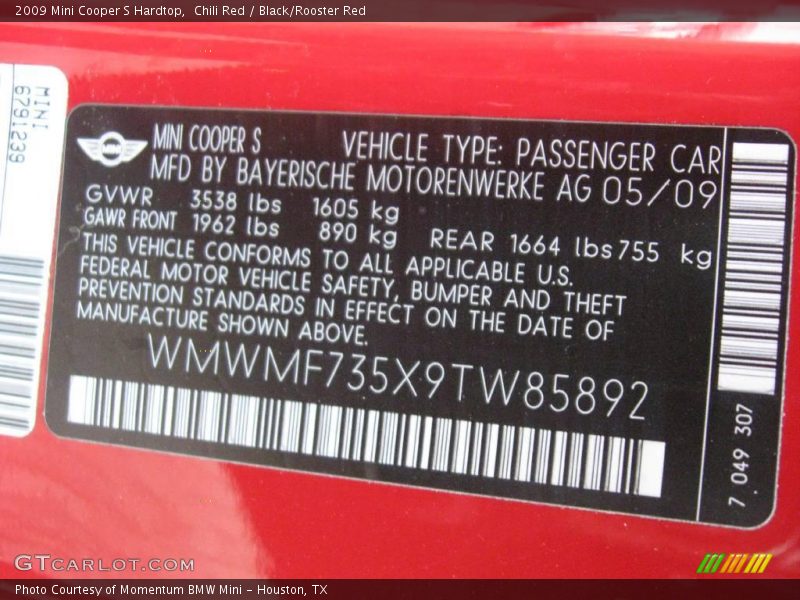 2009 Mini Cooper S Hardtop,  Chili Red / Black/Rooster Red
MINI
6791239
MINI
MINI COOPER S VEHICLE TYPE: PASSENGER CAR
MFD BY BAYERISCHE MOTORENWERKE AG 05/09
GVWR 3538 lbs 1605 kg
GAWR FRONT 1962 lbs 890 kg REAR 1664 lbs 755 kg
THIS VEHICLE CONFORMS TO ALL APPLICABLE U.S.
FEDERAL MOTOR VEHICLE SAFETY, BUMPER AND THEFT
PREVENTION STANDARDS IN EFFECT ON THE DATE OF
MANUFACTURE SHOWN ABOVE.
WMWMF735X9TW85892
7 049 307
GTCARLOT.COM
Photo Courtesy of Momentum BMW Mini - Houston, TX